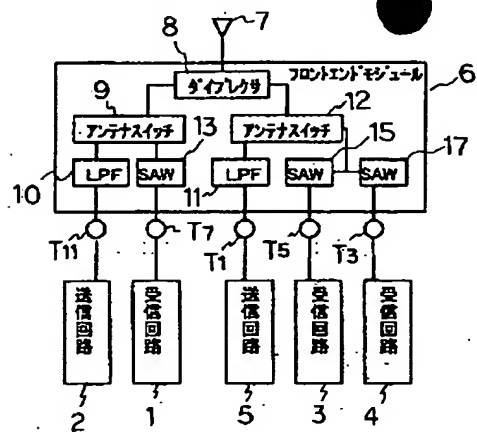 7
8
ダイプレクサ
フロントエンドモジュール
6
9
12
アンテナスイッチ
13
アンテナスイッチ
15
17
10
LPF
SAW
11
LPF
SAW
SAW
T11
T7
T1
T5
T3
送信回路
受信回路
送信回路
受信回路
受信回路
2
1
5
3
4